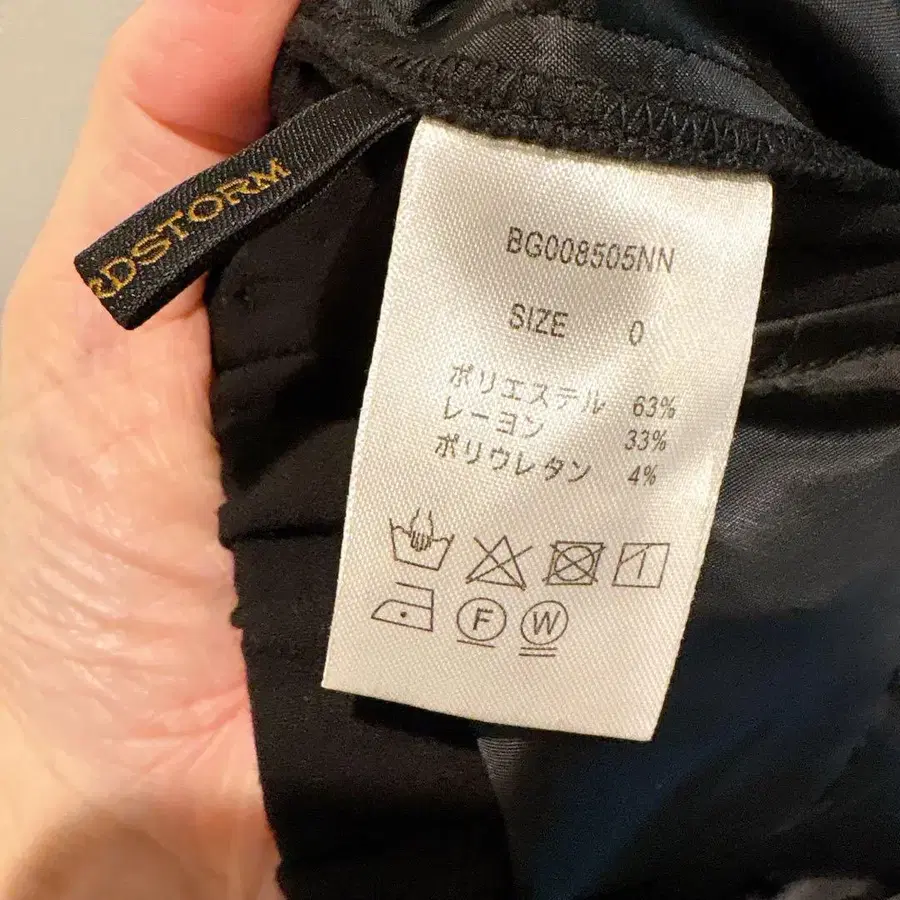 RDSTORM
BG008505NN
SIZE 0
ポリエステル 63%
レーヨン 33%
ポリウレタン 4%
F W